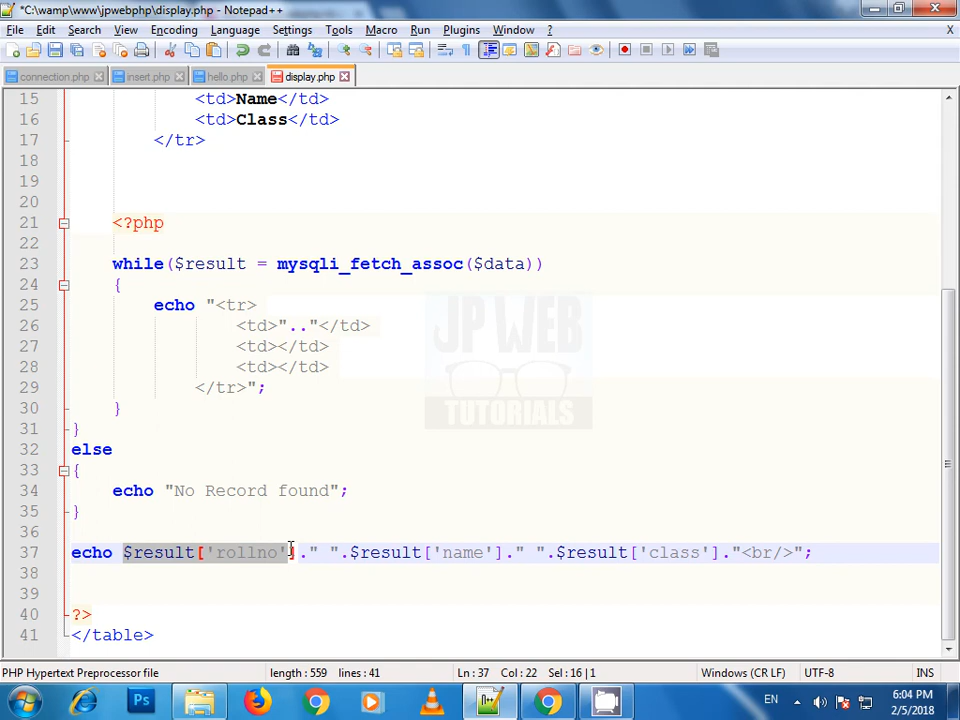 *C:\wamp\www\jpwebphp\display.php - Notepad++
File Edit Search View Encoding Language Settings Tools Macro Run Plugins Window ? X
connection.php insert.php hello.php display.php
15 <td>Name</td>
16 <td>Class</td>
17 </tr>
18
19
20
21 <?php
22
23 while($result = mysqli_fetch_assoc($data))
24 {
25 echo "<tr>
26 <td>".."</td>
27 <td></td>
28 <td></td>
29 </tr>";
30 }
31 }
32 else
33 {
34 echo "No Record found";
35 }
36
37 echo $result['rollno']." ".$result['name']." ".$result['class']."<br/>";
38
39
40 ?>
41 </table>
JP WEB
TUTORIALS
PHP Hypertext Preprocessor file length : 559 lines : 41 Ln : 37 Col : 22 Sel : 16 | 1 Windows (CR LF) UTF-8 INS
Ps EN 6:04 PM
2/5/2018